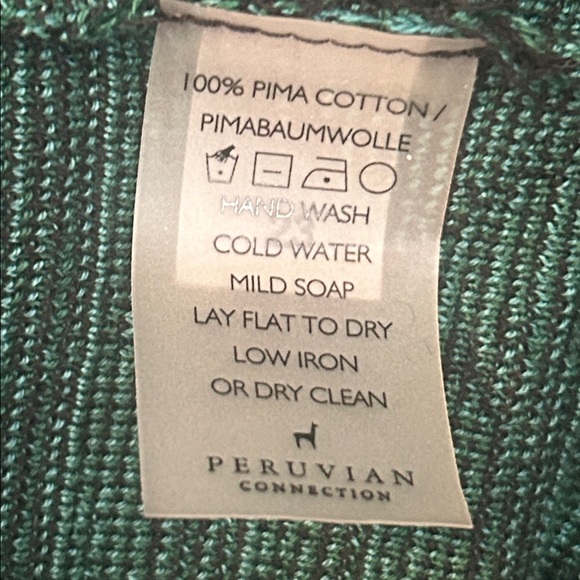 100% PIMA COTTON /
PIMABAUMWOLLE
HAND WASH
COLD WATER
MILD SOAP
LAY FLAT TO DRY
LOW IRON
OR DRY CLEAN
PERUVIAN
CONNECTION